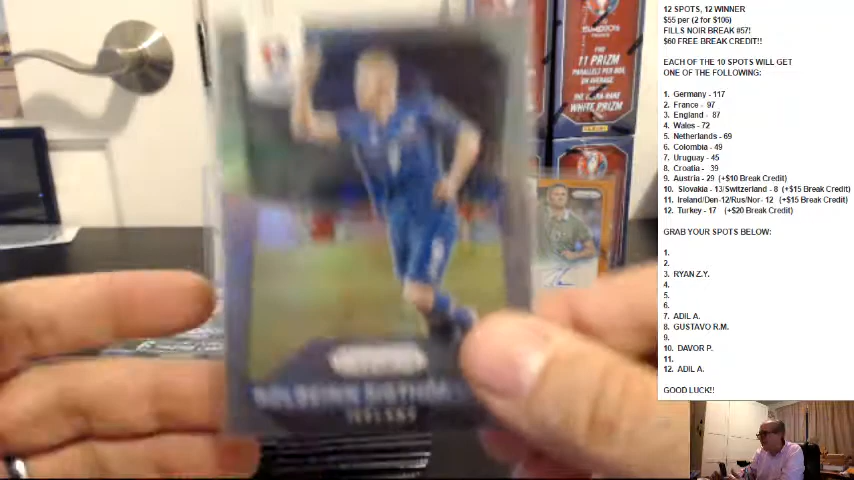 12 SPOTS, 12 WINNER
$55 per (2 for $106)
FILLS NOIR BREAK #57!
$60 FREE BREAK CREDIT!!
EACH OF THE 10 SPOTS WILL GET
ONE OF THE FOLLOWING:
1. Germany - 117
2. France - 97
3. England - 87
4. Wales - 72
5. Netherlands - 69
6. Colombia - 49
7. Uruguay - 45
8. Croatia - 39
9. Austria - 29 (+$10 Break Credit)
10. Slovakia - 13/Switzerland - 8 (+$15 Break Credit)
11. Ireland/Den-12/Rus/Nor- 12 (+$15 Break Credit)
12. Turkey - 17 (+$20 Break Credit)
GRAB YOUR SPOTS BELOW:
1.
2.
3. RYAN Z.Y.
4.
5.
6.
7. ADIL A.
8. GUSTAVO R.M.
9.
10. DAVOR P.
11.
12. ADIL A.
GOOD LUCK!!
11 PRIZM
WHITE PRIZM
ICELAND